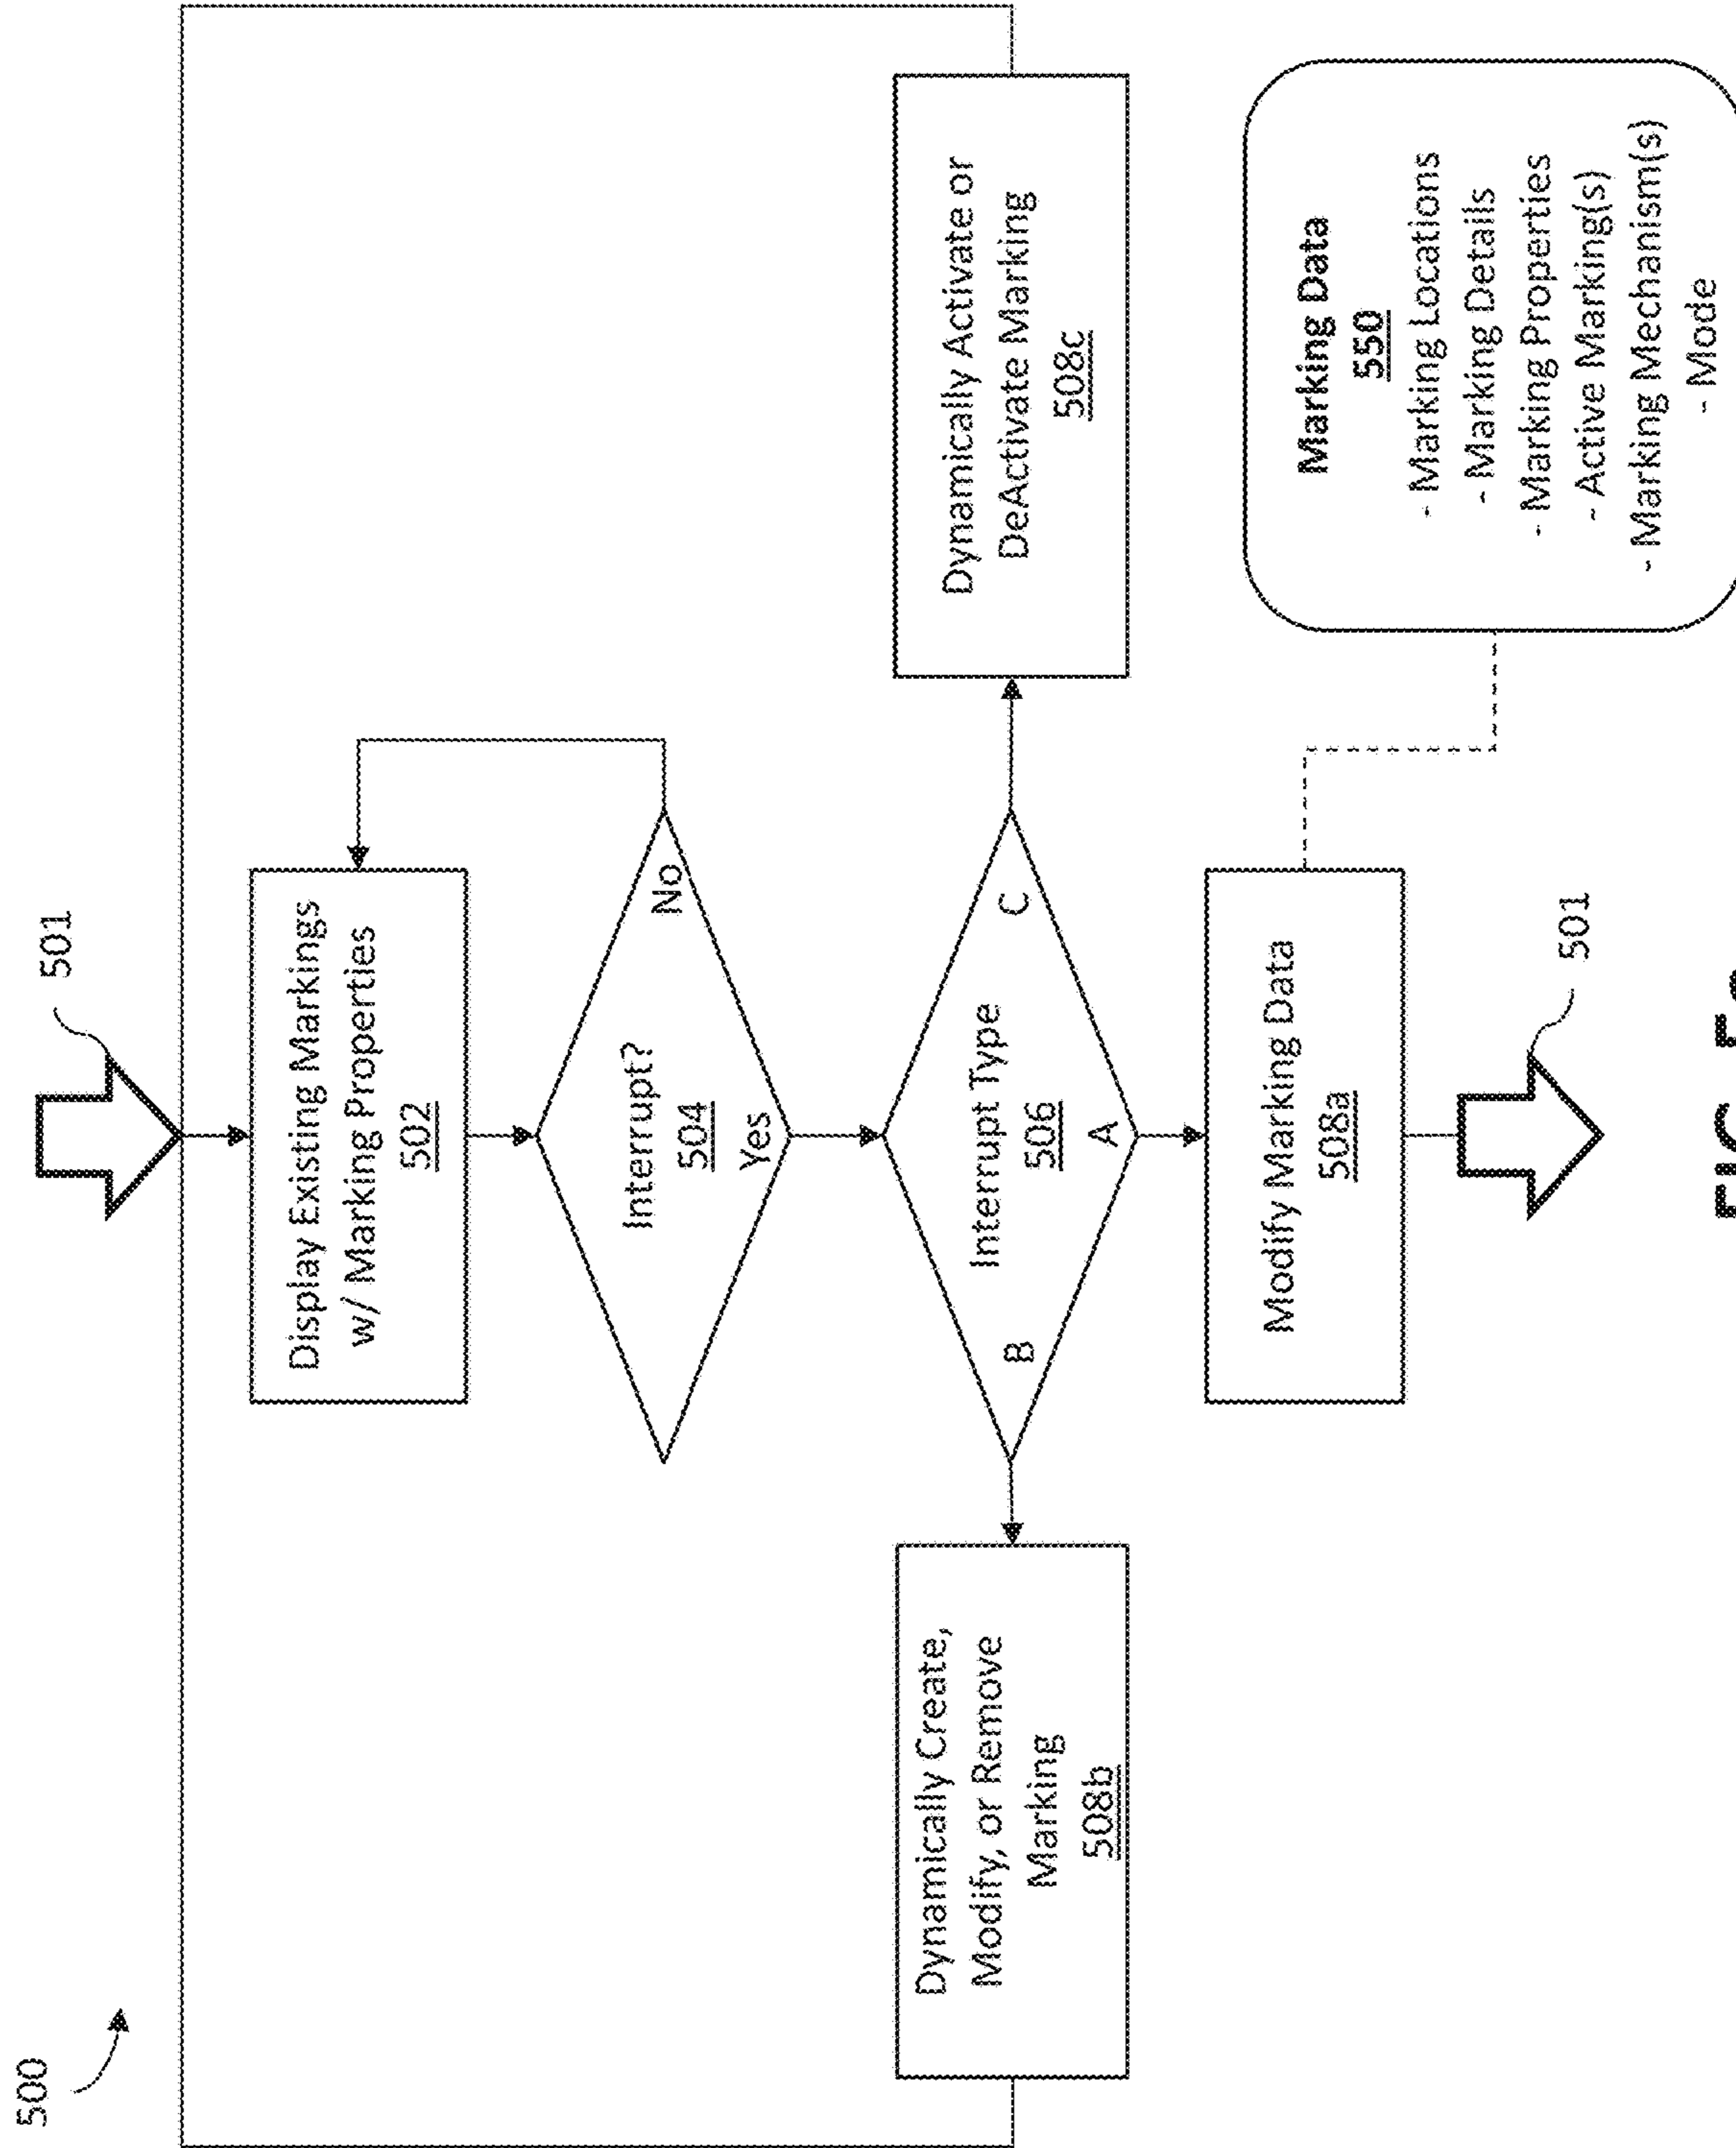 500
501
Display Existing Markings
w/ Marking Properties
502
Interrupt?
504
No
Yes
Interrupt Type
506
B
C
A
Dynamically Create,
Modify, or Remove
Marking
508b
Dynamically Activate or
DeActivate Marking
508c
Modify Marking Data
508a
Marking Data
550
- Marking Locations
- Marking Details
- Marking Properties
- Active Marking(s)
- Marking Mechanism(s)
- Mode
501